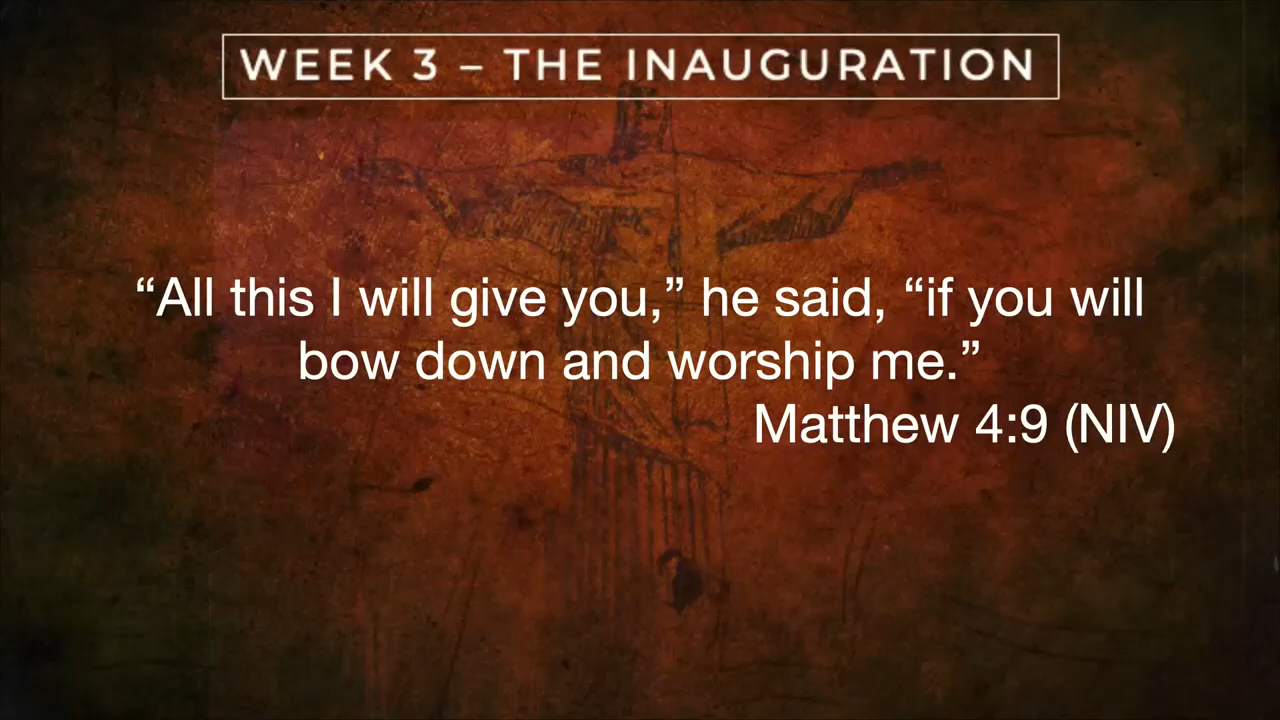 WEEK 3 – THE INAUGURATION
“All this I will give you,” he said, “if you will
bow down and worship me.”
Matthew 4:9 (NIV)